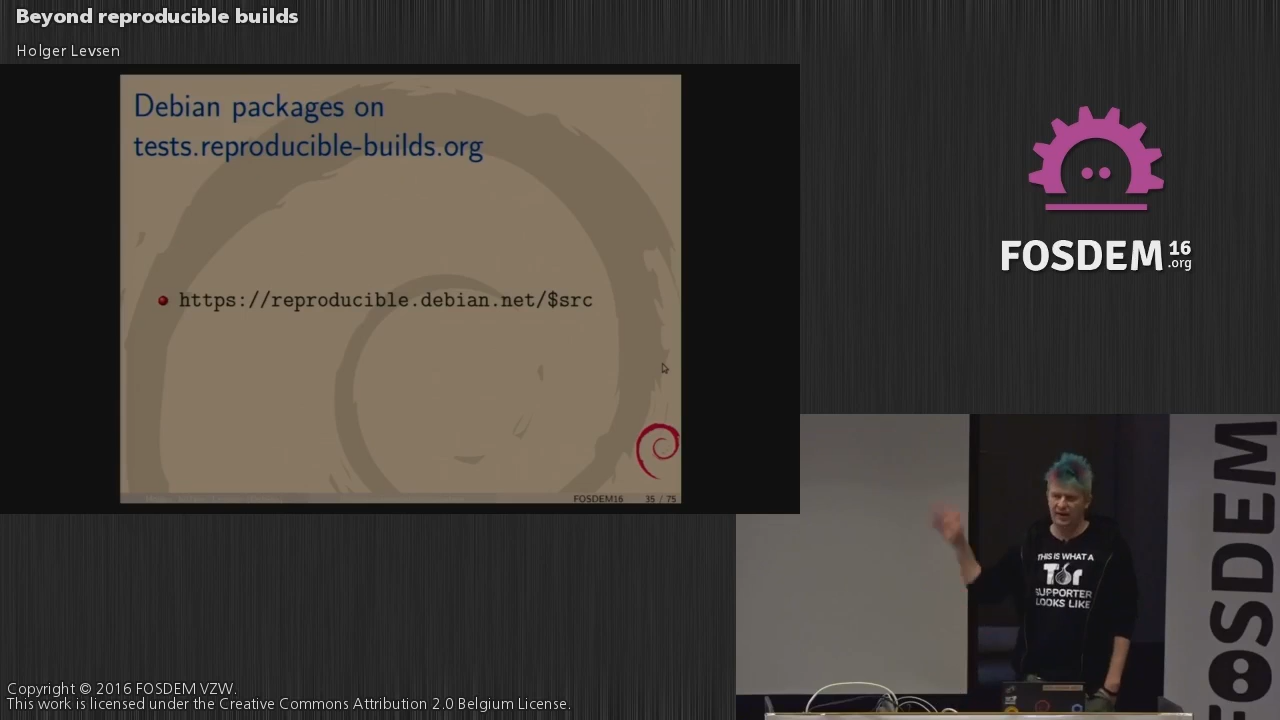 Beyond reproducible builds
Holger Levsen
Debian packages on
tests.reproducible-builds.org
https://reproducible.debian.net/$src
FOSDEM16 35 / 75
FOSDEM 16
.org
THIS IS WHAT A
Tor
SUPPORTER
LOOKS LIKE
FOSDEM
Copyright © 2016 FOSDEM VZW.
This work is licensed under the Creative Commons Attribution 2.0 Belgium License.